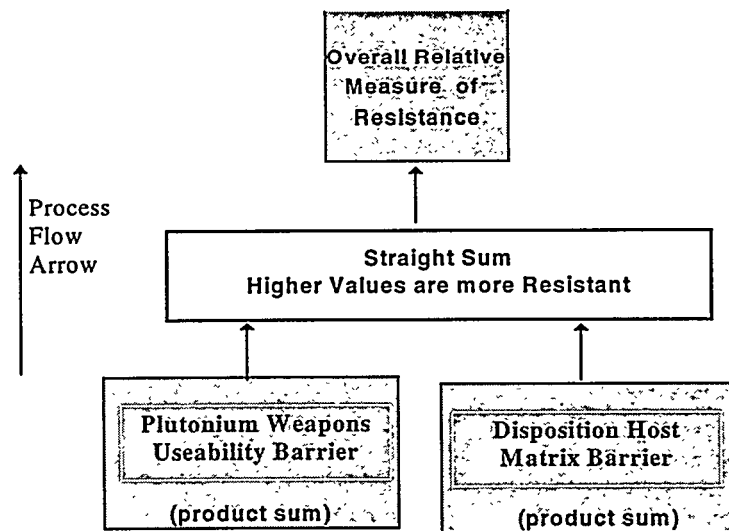 Overall Relative
Measure of
Resistance
Process
Flow
Arrow
Straight Sum
Higher Values are more Resistant
Plutonium Weapons
Useability Barrier
(product sum)
Disposition Host
Matrix Barrier
(product sum)